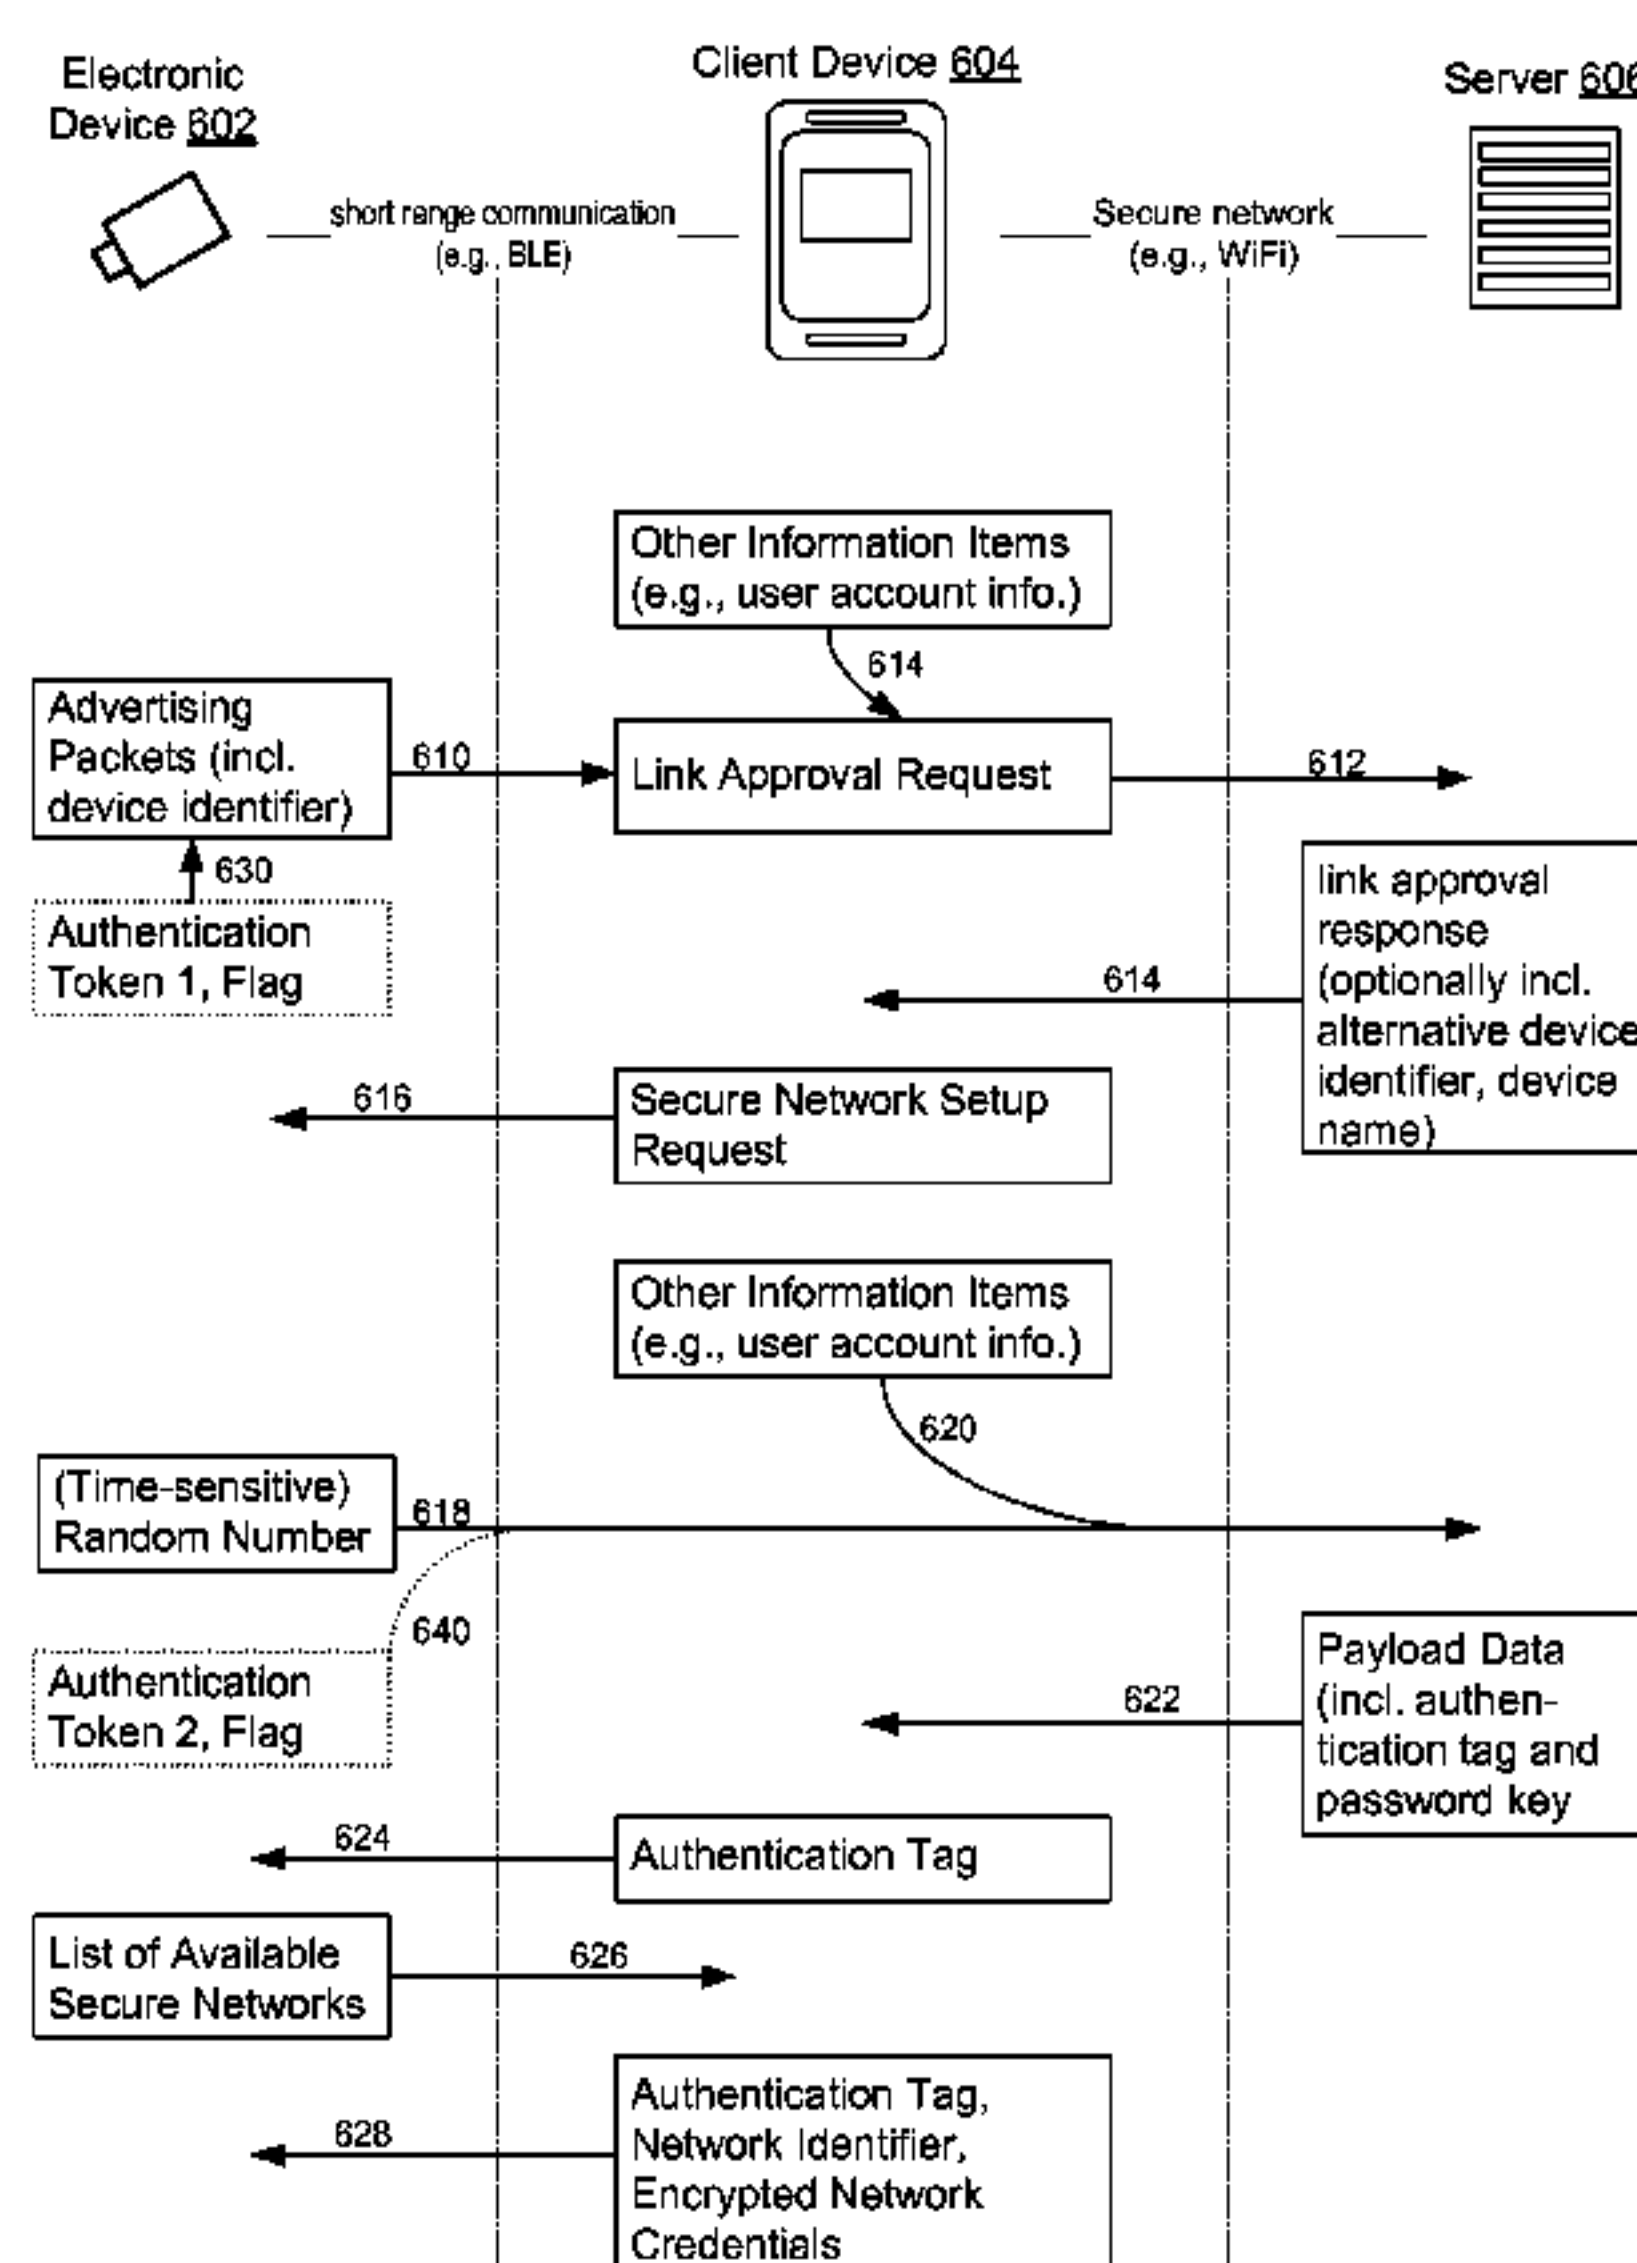 Electronic
Device 602
Client Device 604
Server 606
short range communication
(e.g., BLE)
Secure network
(e.g., WiFi)
Other Information Items
(e.g., user account info.)
614
Advertising
Packets (incl.
device identifier)
610
Link Approval Request
612
630
Authentication
Token 1, Flag
link approval
response
(optionally incl.
alternative device
identifier, device
name)
614
616
Secure Network Setup
Request
Other Information Items
(e.g., user account info.)
620
(Time-sensitive)
Random Number
618
640
Authentication
Token 2, Flag
Payload Data
(incl. authen-
tication tag and
password key
622
624
Authentication Tag
List of Available
Secure Networks
626
628
Authentication Tag,
Network Identifier,
Encrypted Network
Credentials